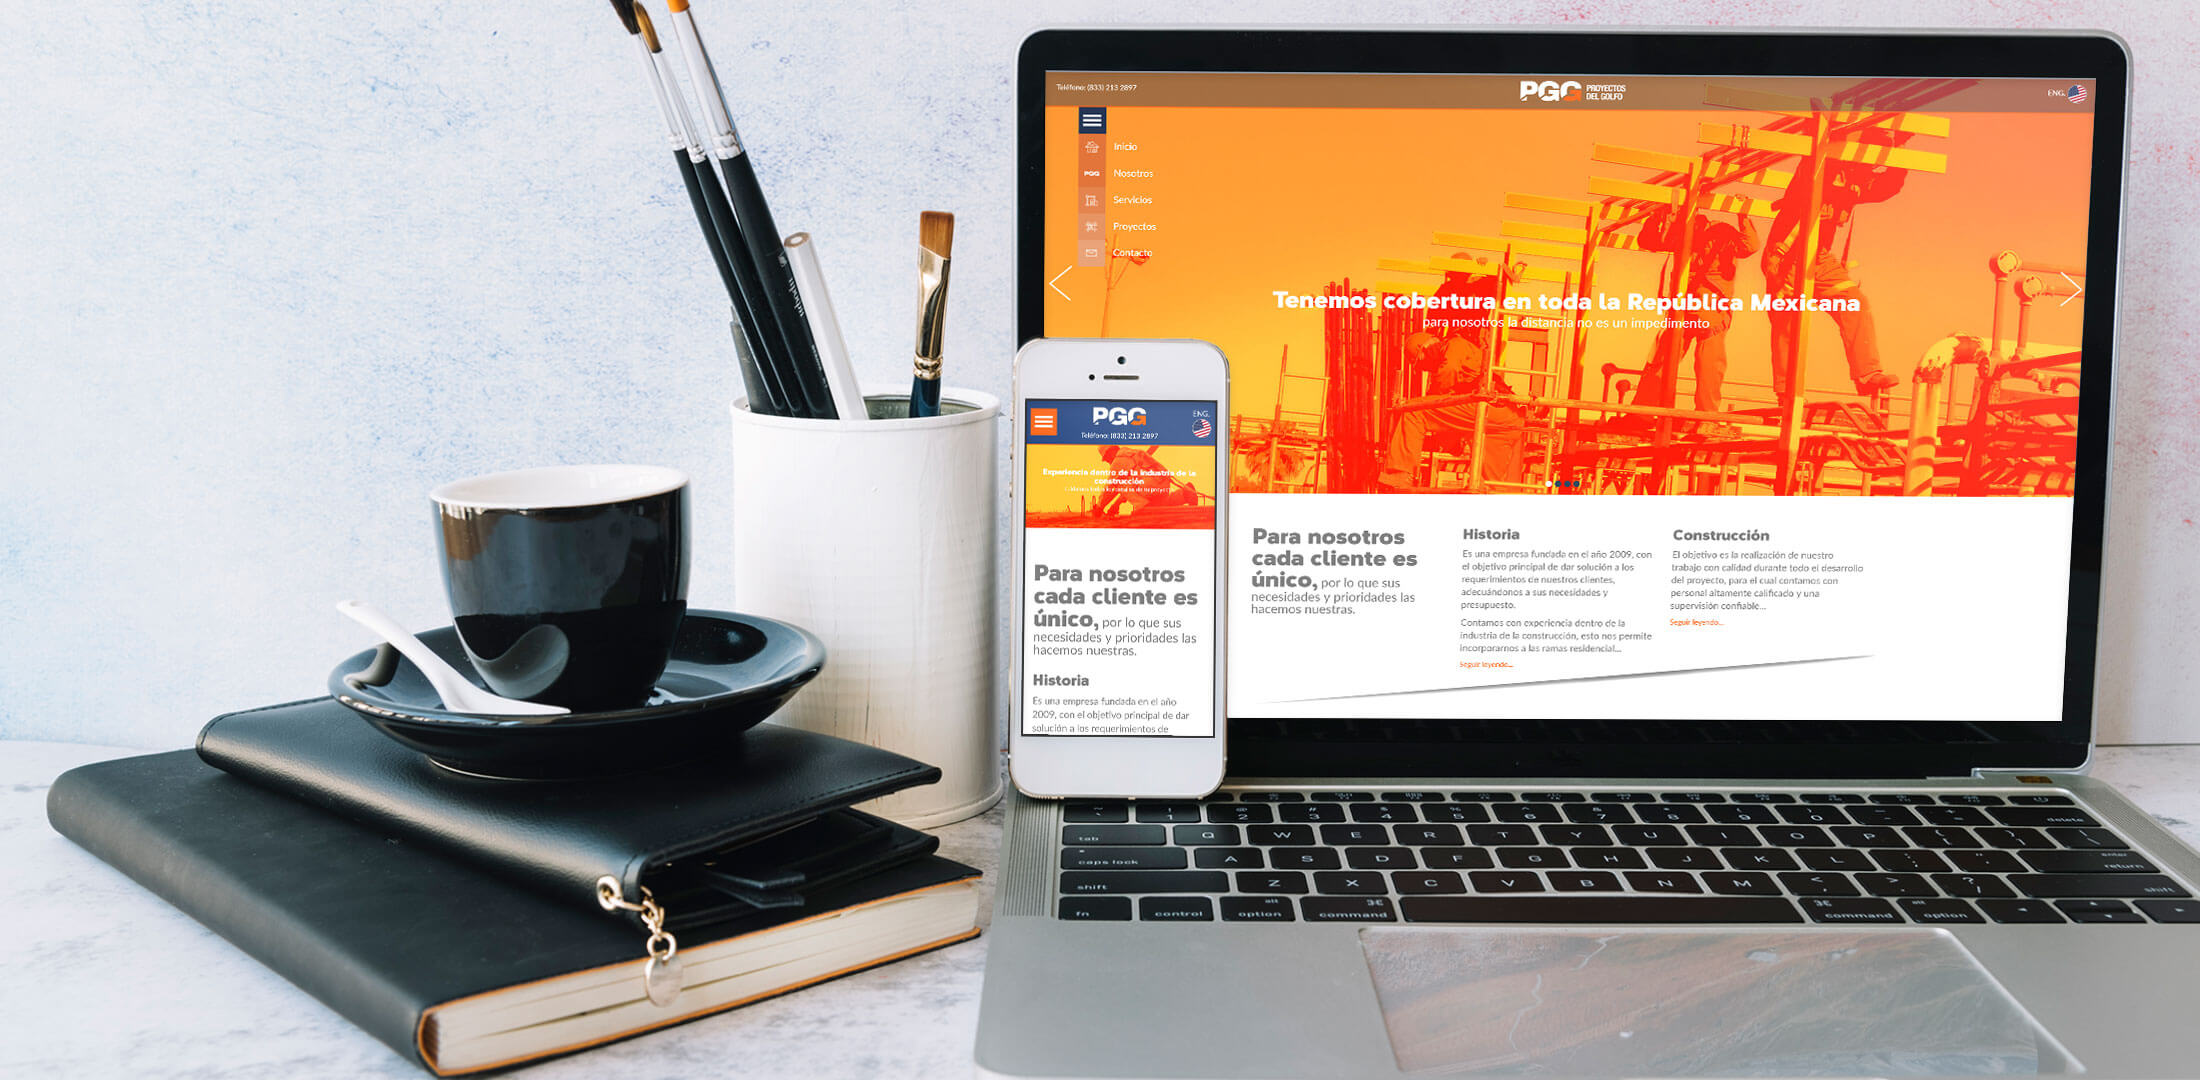 Teléfono: (833) 213 2897
PGG PROYECTOS
DEL GOLFO
ENG.
Inicio
PGG Nosotros
Servicios
Proyectos
Contacto
Tenemos cobertura en toda la República Mexicana
para nosotros la distancia no es un impedimento
Para nosotros
cada cliente es
único, por lo que sus
necesidades y prioridades las
hacemos nuestras.
Historia
Es una empresa fundada en el año 2009, con
el objetivo principal de dar solución a los
requerimientos de nuestros clientes,
adecuándonos a sus necesidades y
presupuesto.
Contamos con experiencia dentro de la
industria de la construcción, esto nos permite
incorporarnos a las ramas residencial...
Seguir leyendo...
Construcción
El objetivo es la realización de nuestro
trabajo con calidad durante todo el desarrollo
del proyecto, para el cual contamos con
personal altamente calificado y una
supervisión confiable...
Seguir leyendo...
PGG
ENG.
Teléfono: (833) 213 2897
Experiencia dentro de la industria de la
construcción
Para nosotros
cada cliente es
único, por lo que sus
necesidades y prioridades las
hacemos nuestras.
Historia
Es una empresa fundada en el año
2009, con el objetivo principal de dar
solución a los requerimientos de
delete
tab Q W E R T Y U I O P
caps lock A S D F G H J K L enter
return
shift Z X C V B N M shift
fn control alt option command command alt option